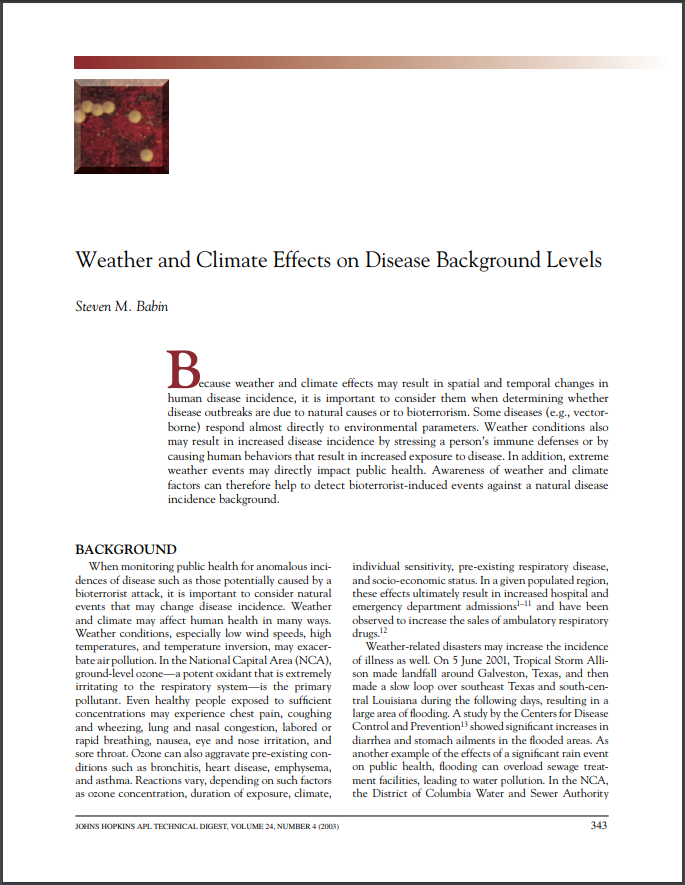 Weather and Climate Effects on Disease Background Levels
Steven M. Babin
Because weather and climate effects may result in spatial and temporal changes in
human disease incidence, it is important to consider them when determining whether
disease outbreaks are due to natural causes or to bioterrorism. Some diseases (e.g., vector-
borne) respond almost directly to environmental parameters. Weather conditions also
may result in increased disease incidence by stressing a person's immune defenses or by
causing human behaviors that result in increased exposure to disease. In addition, extreme
weather events may directly impact public health. Awareness of weather and climate
factors can therefore help to detect bioterrorist-induced events against a natural disease
incidence background.
BACKGROUND
When monitoring public health for anomalous inci-
dences of disease such as those potentially caused by a
bioterrorist attack, it is important to consider natural
events that may change disease incidence. Weather
and climate may affect human health in many ways.
Weather conditions, especially low wind speeds, high
temperatures, and temperature inversion, may exacer-
bate air pollution. In the National Capital Area (NCA),
ground-level ozone—a potent oxidant that is extremely
irritating to the respiratory system—is the primary
pollutant. Even healthy people exposed to sufficient
concentrations may experience chest pain, coughing
and wheezing, lung and nasal congestion, labored or
rapid breathing, nausea, eye and nose irritation, and
sore throat. Ozone can also aggravate pre-existing con-
ditions such as bronchitis, heart disease, emphysema,
and asthma. Reactions vary, depending on such factors
as ozone concentration, duration of exposure, climate,
individual sensitivity, pre-existing respiratory disease,
and socio-economic status. In a given populated region,
these effects ultimately result in increased hospital and
emergency department admissions1–11 and have been
observed to increase the sales of ambulatory respiratory
drugs.12
Weather-related disasters may increase the incidence
of illness as well. On 5 June 2001, Tropical Storm Alli-
son made landfall around Galveston, Texas, and then
made a slow loop over southeast Texas and south-cen-
tral Louisiana during the following days, resulting in a
large area of flooding. A study by the Centers for Disease
Control and Prevention13 showed significant increases in
diarrhea and stomach ailments in the flooded areas. As
another example of the effects of a significant rain event
on public health, flooding can overload sewage treat-
ment facilities, leading to water pollution. In the NCA,
the District of Columbia Water and Sewer Authority
JOHNS HOPKINS APL TECHNICAL DIGEST, VOLUME 24, NUMBER 4 (2003)
343